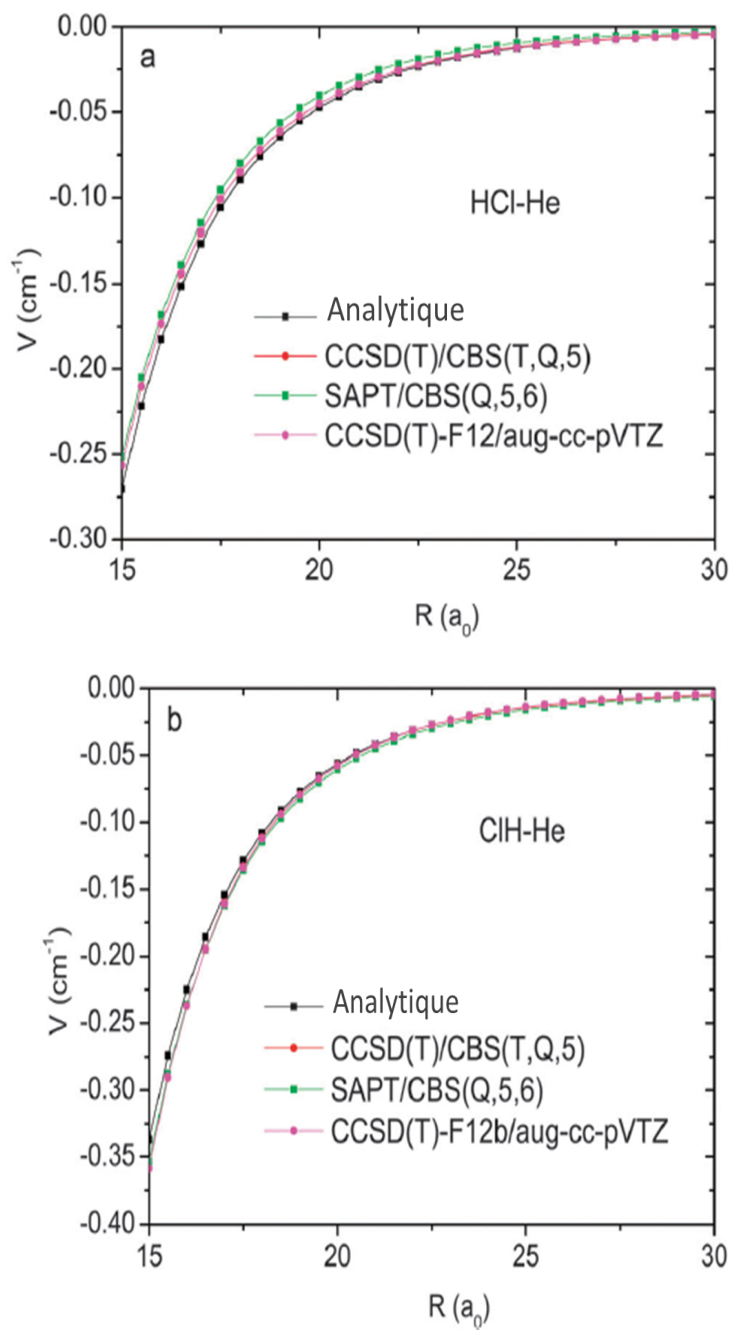 a
0.00
-0.05
-0.10
-0.15
-0.20
-0.25
-0.30
V (cm⁻¹)
HCl-He
Analytique
CCSD(T)/CBS(T,Q,5)
SAPT/CBS(Q,5,6)
CCSD(T)-F12/aug-cc-pVTZ
15 20 25 30
R (a₀)
b
0.00
-0.05
-0.10
-0.15
-0.20
-0.25
-0.30
-0.35
-0.40
V (cm⁻¹)
ClH-He
Analytique
CCSD(T)/CBS(T,Q,5)
SAPT/CBS(Q,5,6)
CCSD(T)-F12b/aug-cc-pVTZ
15 20 25 30
R (a₀)